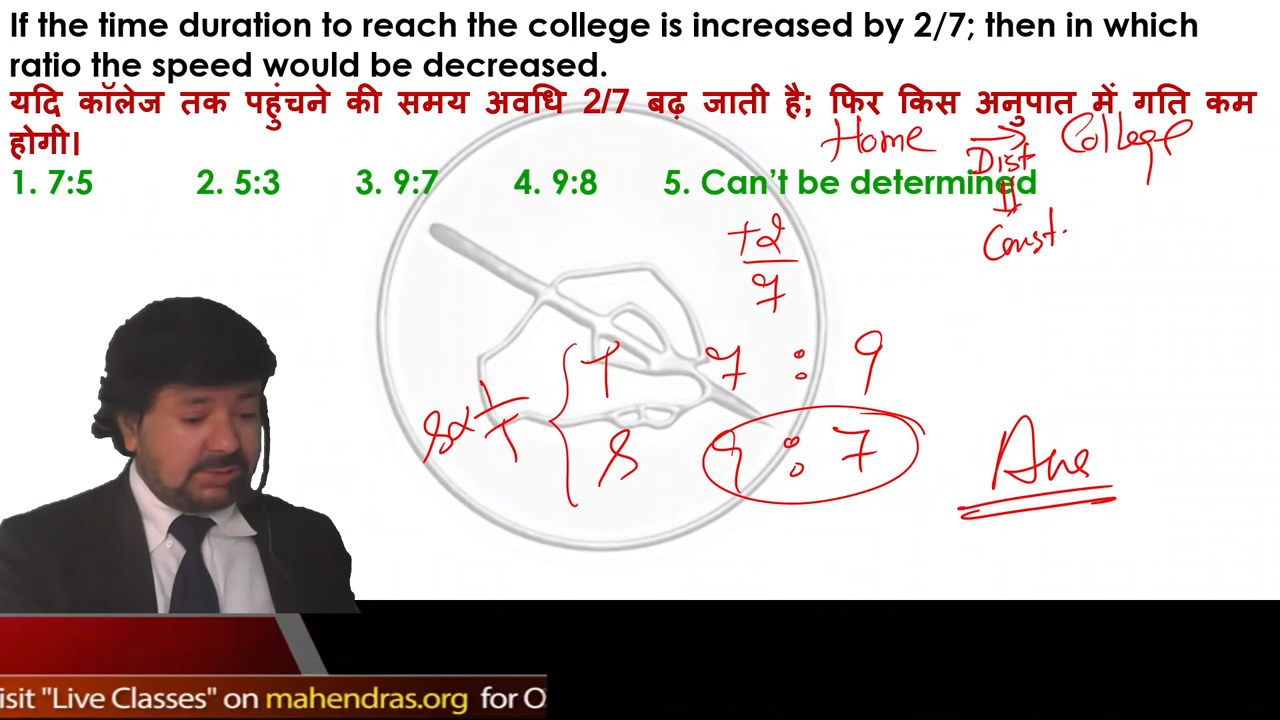 If the time duration to reach the college is increased by 2/7; then in which
ratio the speed would be decreased.
यदि कॉलेज तक पहुंचने की समय अवधि 2/7 बढ़ जाती है; फिर किस अनुपात में गति कम
होगी।
1. 7:5 2. 5:3 3. 9:7 4. 9:8 5. Can't be determined
Home → College
Dist
||
Const.
+2
7
T 7 : 9
S ∝ 1/T
S 9 : 7
Ans
isit "Live Classes" on mahendras.org for O